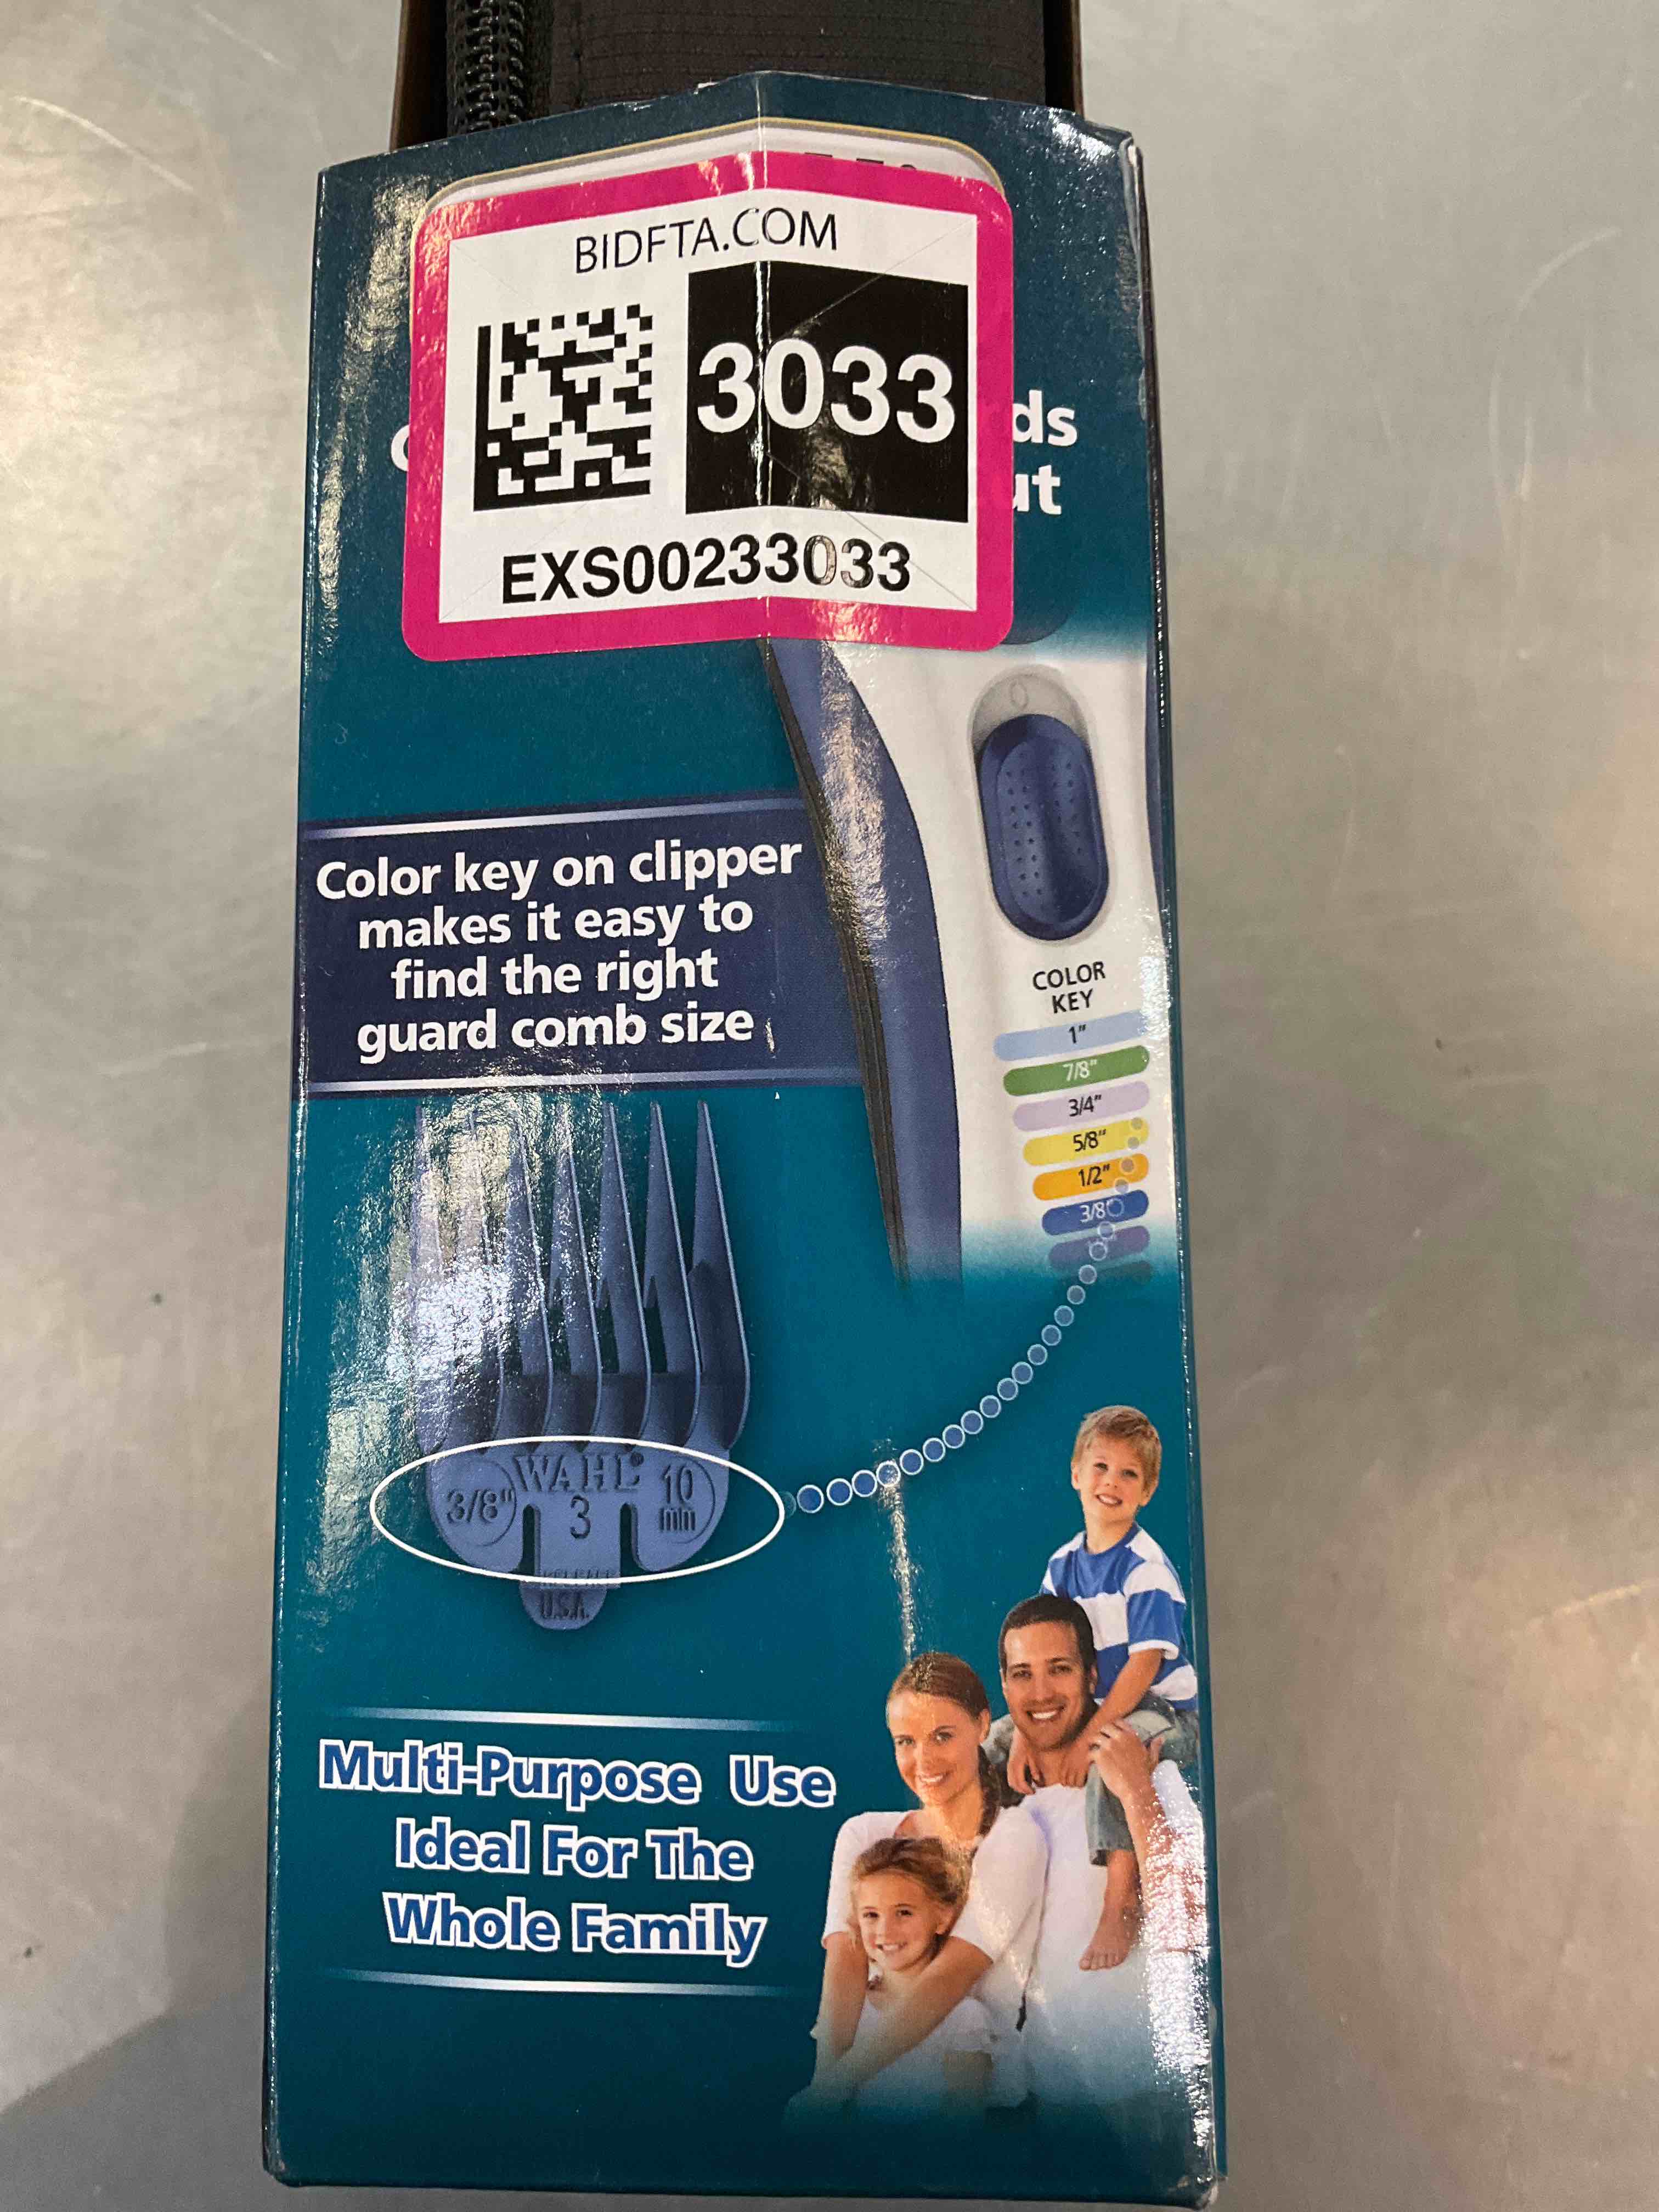 BIDFTA.COM
3033
EXS00233033
ds
ut
Color key on clipper
makes it easy to
find the right
guard comb size
COLOR
KEY
1"
7/8"
3/4"
5/8"
1/2"
3/8"
WAHL
3/8" 3 10
mm
U.S.A.
Multi-Purpose Use
Ideal For The
Whole Family